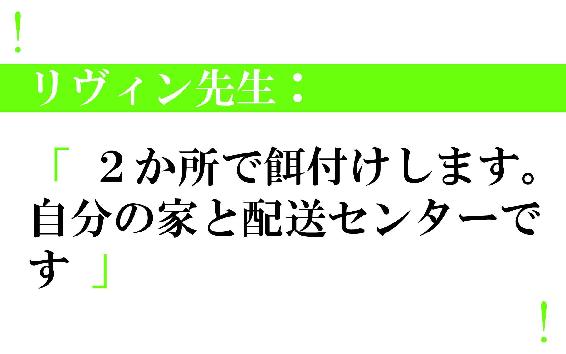 !
リヴィン先生：
「 ２か所で餌付けします。
自分の家と配送センターで
す 」
!